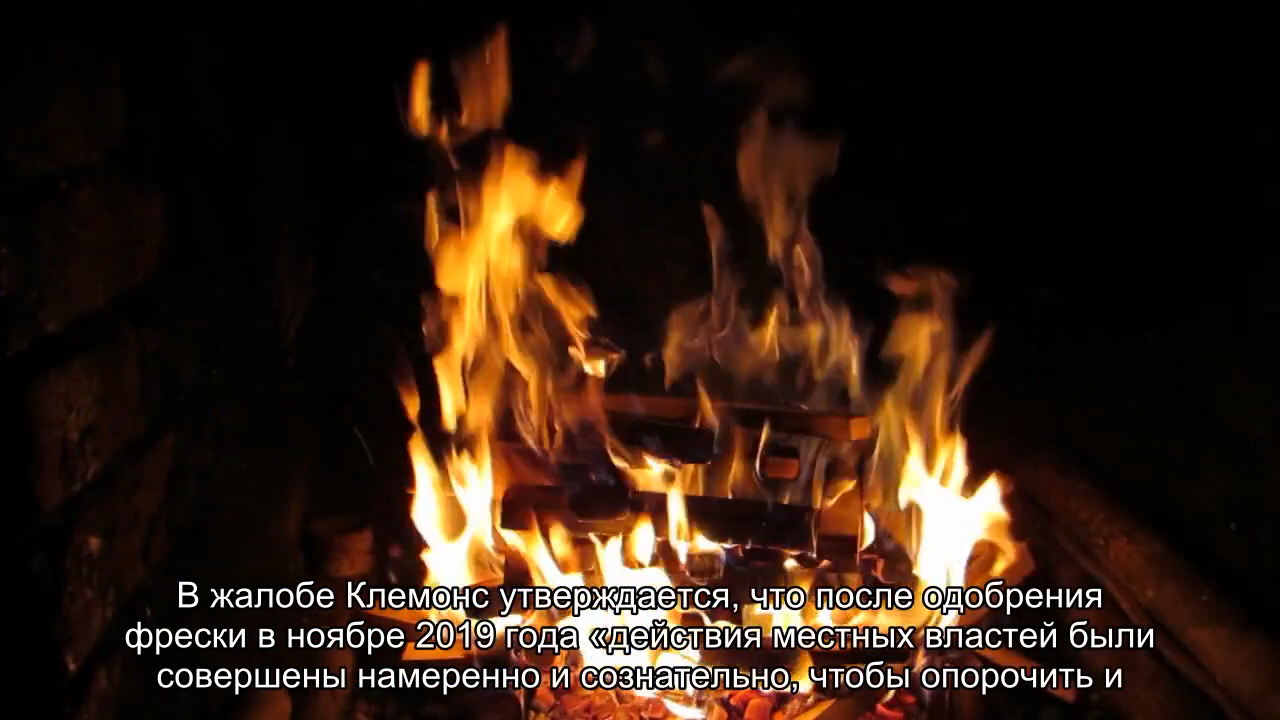 В жалобе Клемонс утверждается, что после одобрения
фрески в ноябре 2019 года «действия местных властей были
совершены намеренно и сознательно, чтобы опорочить и